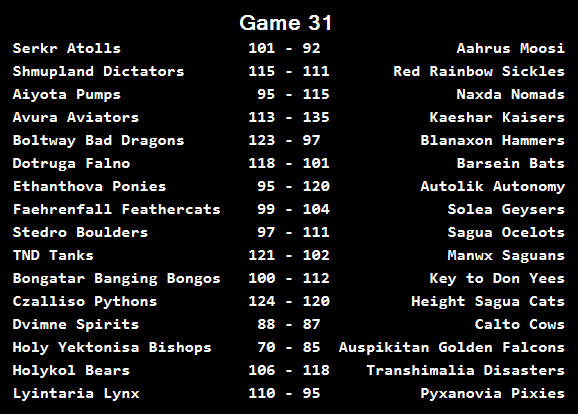 Game 31
Serkr Atolls 101 - 92 Aahrus Moosi
Shmupland Dictators 115 - 111 Red Rainbow Sickles
Aiyota Pumps 95 - 115 Naxda Nomads
Avura Aviators 113 - 135 Kaeshar Kaisers
Boltway Bad Dragons 123 - 97 Blanaxon Hammers
Dotruga Falno 118 - 101 Barsein Bats
Ethanthova Ponies 95 - 120 Autolik Autonomy
Faehrenfall Feathercats 99 - 104 Solea Geysers
Stedro Boulders 97 - 111 Sagua Ocelots
TND Tanks 121 - 102 Manwx Saguans
Bongatar Banging Bongos 100 - 112 Key to Don Yees
Czalliso Pythons 124 - 120 Height Sagua Cats
Dvimne Spirits 88 - 87 Calto Cows
Holy Yektonisa Bishops 70 - 85 Auspikitan Golden Falcons
Holykol Bears 106 - 118 Transhimalia Disasters
Lyintaria Lynx 110 - 95 Pyxanovia Pixies